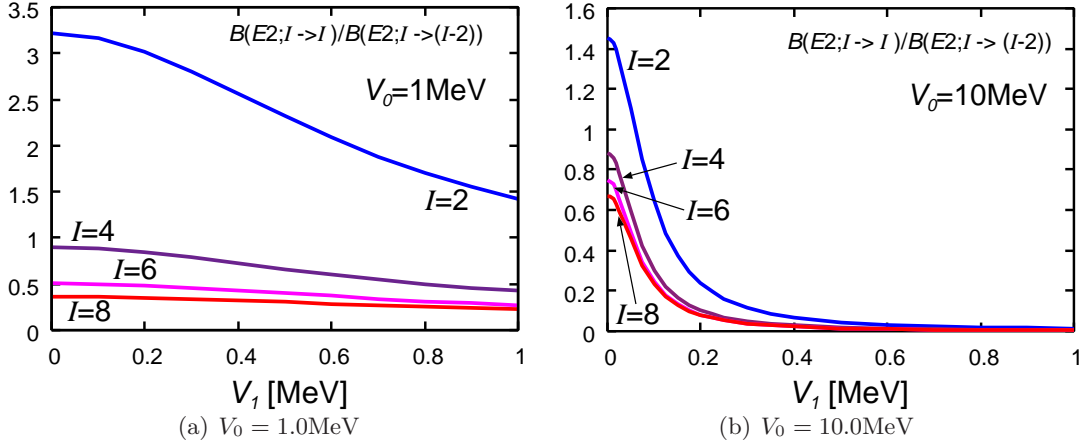 3.5
3
2.5
2
1.5
1
0.5
0
0
0.2
0.4
0.6
0.8
1
B(E2;I ->I)/B(E2;I ->(I-2))
V0=1MeV
I=2
I=4
I=6
I=8
V1 [MeV]
(a) V0 = 1.0MeV
1.6
1.4
1.2
1.0
0.8
0.6
0.4
0.2
0
0
0.2
0.4
0.6
0.8
1
B(E2;I -> I )/B(E2;I -> (I-2))
V0=10MeV
I=2
I=4
I=6
I=8
V1 [MeV]
(b) V0 = 10.0MeV